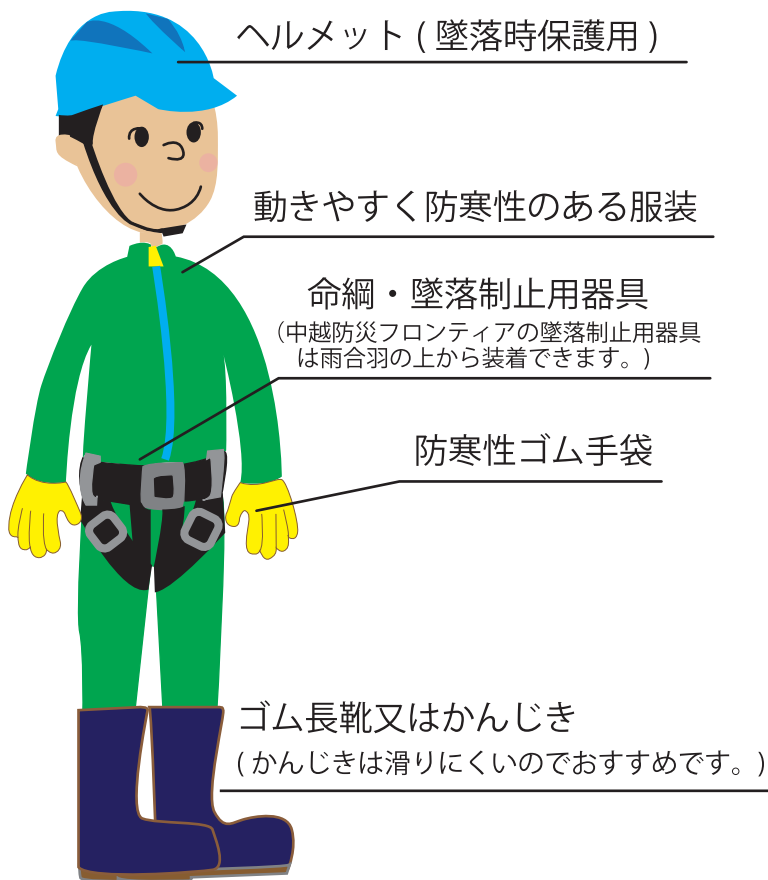 ヘルメット ( 墜落時保護用 )
動きやすく防寒性のある服装
命綱・墜落制止用器具
（中越防災フロンティアの墜落制止用器具
は雨合羽の上から装着できます。)
防寒性ゴム手袋
ゴム長靴又はかんじき
( かんじきは滑りにくいのでおすすめです。)